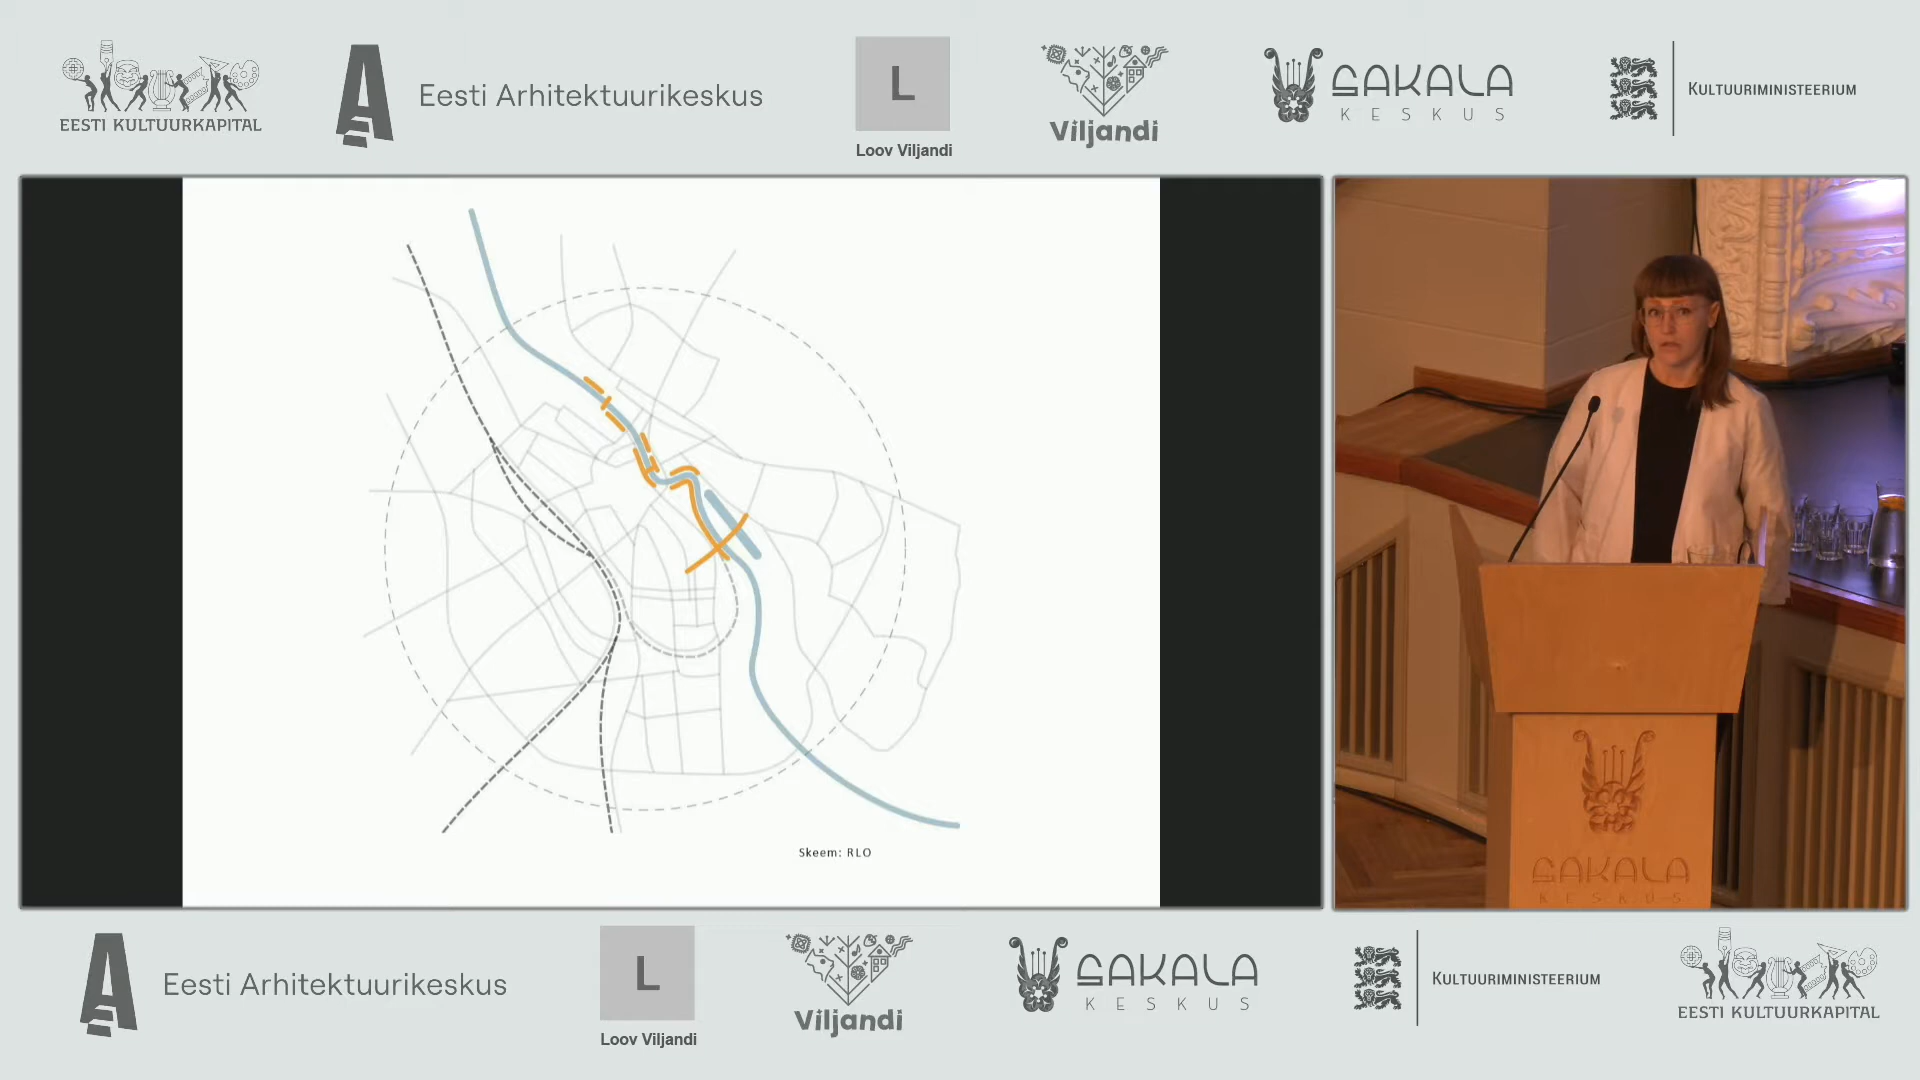 EESTI KULTUURKAPITAL
Eesti Arhitektuurikeskus
L
Loov Viljandi
Viljandi
SAKALA
KESKUS
KULTUURIMINISTEERIUM
Skeem: RLO
SAKALA
KESKUS
Eesti Arhitektuurikeskus
L
Loov Viljandi
Viljandi
SAKALA
KESKUS
KULTUURIMINISTEERIUM
EESTI KULTUURKAPITAL